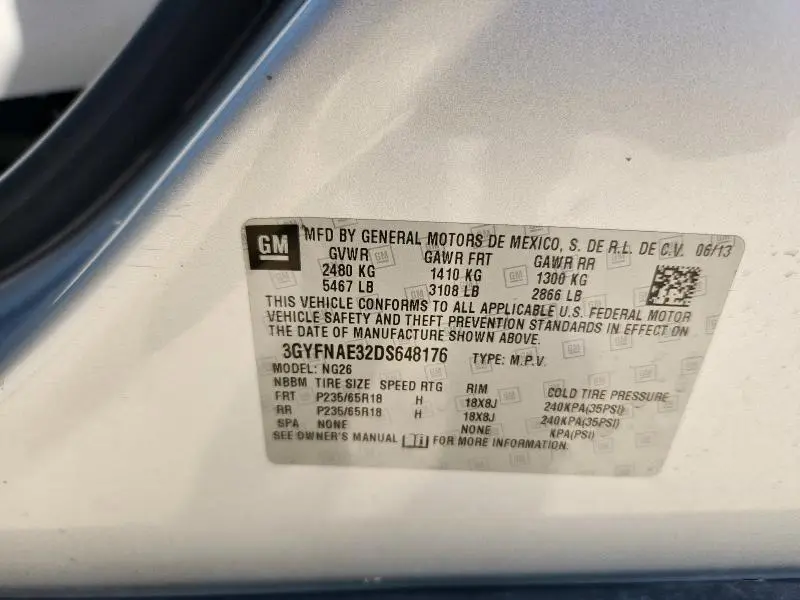 GM MFD BY GENERAL MOTORS DE MEXICO, S. DE R.L. DE C.V. 06/13
GVWR GAWR FRT GAWR RR
2480 KG 1410 KG 1300 KG
5467 LB 3108 LB 2866 LB
THIS VEHICLE CONFORMS TO ALL APPLICABLE U.S. FEDERAL MOTOR
VEHICLE SAFETY AND THEFT PREVENTION STANDARDS IN EFFECT ON
THE DATE OF MANUFACTURE SHOWN ABOVE.
3GYFNAE32DS648176 TYPE: M.P.V.
MODEL: NG26
NBBM TIRE SIZE SPEED RTG RIM COLD TIRE PRESSURE
FRT P235/65R18 H 18X8J 240KPA(35PSI)
RR P235/65R18 H 18X8J 240KPA(35PSI)
SPA NONE NONE KPA(PSI)
SEE OWNER'S MANUAL FOR MORE INFORMATION.